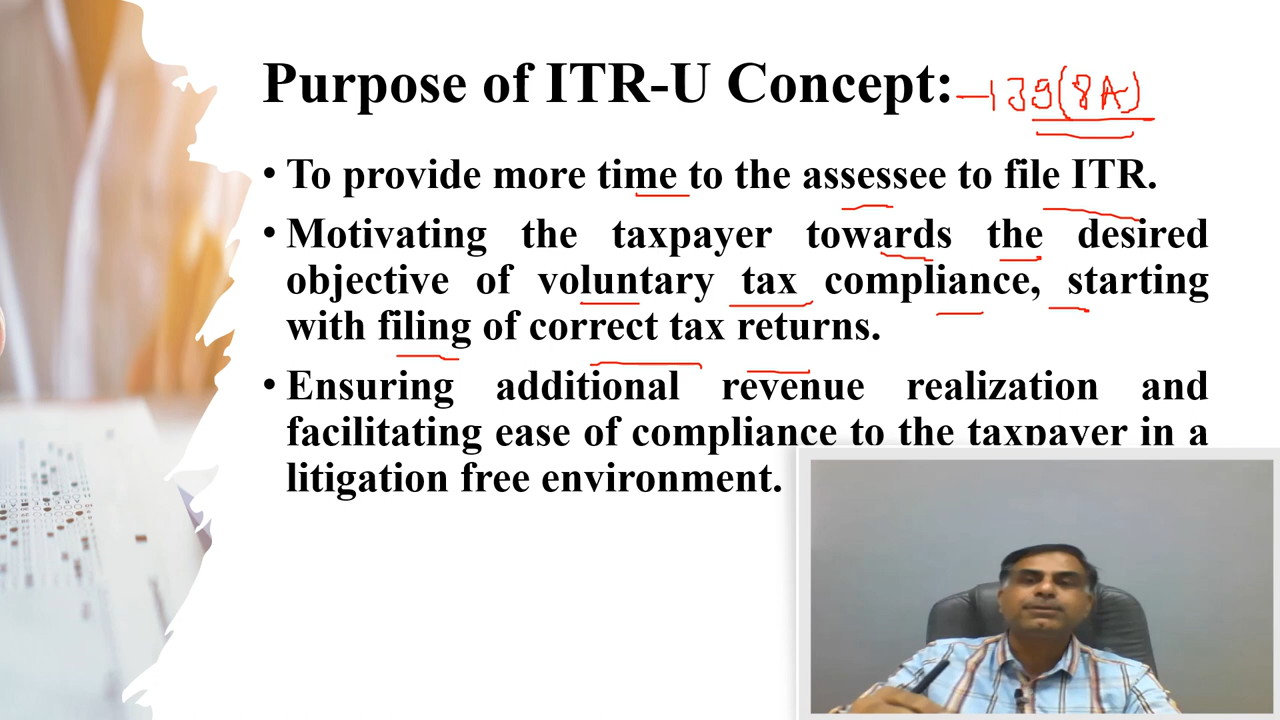 Purpose of ITR-U Concept: -139(8A)
• To provide more time to the assessee to file ITR.
• Motivating the taxpayer towards the desired
objective of voluntary tax compliance, starting
with filing of correct tax returns.
• Ensuring additional revenue realization and
facilitating ease of compliance to the taxpayer in a
litigation free environment.